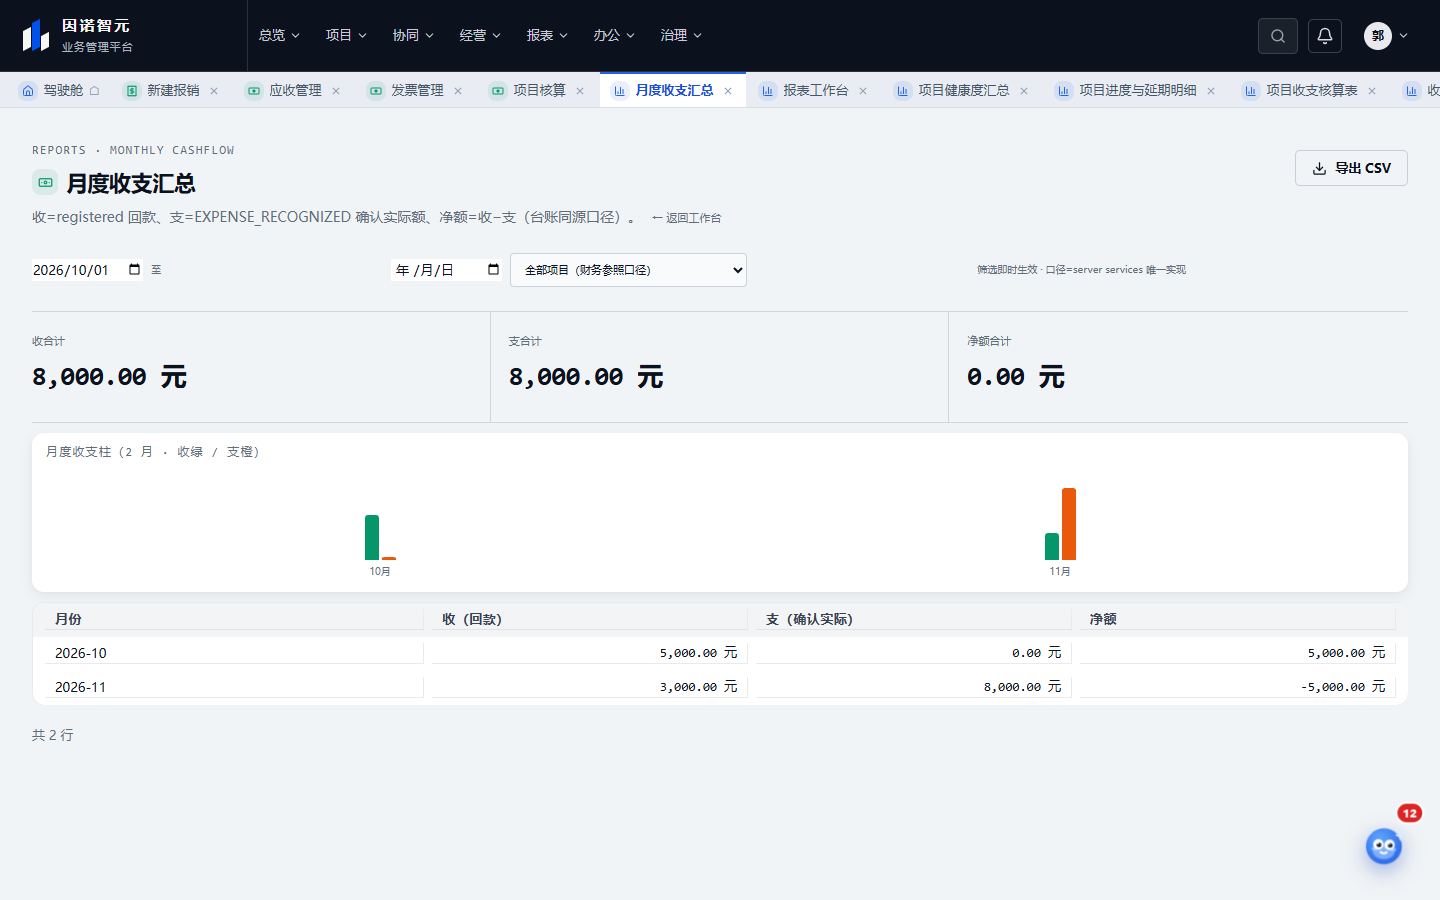 因诺智元
业务管理平台
总览 项目 协同 经营 报表 办公 治理
郭
驾驶舱 新建报销 × 应收管理 × 发票管理 × 项目核算 × 月度收支汇总 × 报表工作台 × 项目健康度汇总 × 项目进度与延期明细 × 项目收支核算表 × 收
REPORTS · MONTHLY CASHFLOW
月度收支汇总
导出 CSV
收=registered 回款、支=EXPENSE_RECOGNIZED 确认实际额、净额=收−支（台账同源口径）。 ←返回工作台
2026/10/01 至 年/月/日 全部项目（财务参照口径） 筛选即时生效 · 口径=server services 唯一实现
收合计 支合计 净额合计
8,000.00 元 8,000.00 元 0.00 元
月度收支柱（2 月 · 收绿 / 支橙）
10月 11月
月份 收（回款） 支（确认实际） 净额
2026-10 5,000.00 元 0.00 元 5,000.00 元
2026-11 3,000.00 元 8,000.00 元 -5,000.00 元
共 2 行
12